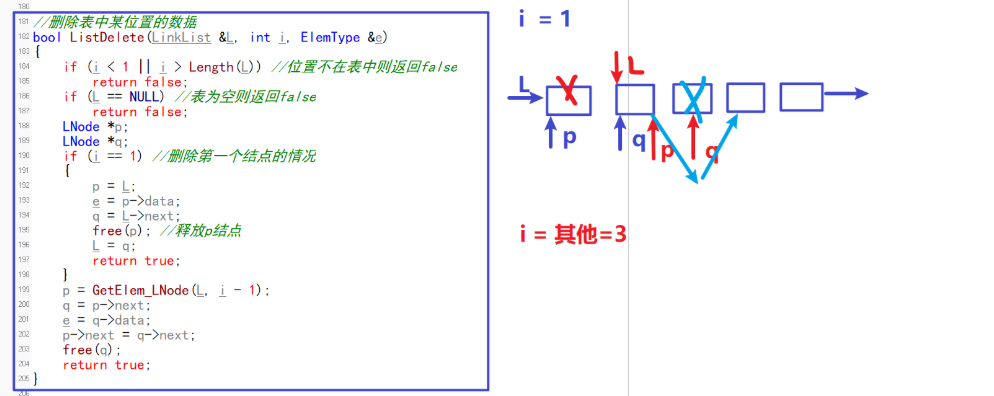 180
181 //删除表中某位置的数据
182 bool ListDelete(LinkList &L, int i, ElemType &e)
183 {
184 if (i < 1 || i > Length(L)) //位置不在表中则返回false
185 return false;
186 if (L == NULL) //表为空则返回false
187 return false;
188 LNode *p;
189 LNode *q;
190 if (i == 1) //删除第一个结点的情况
191 {
192 p = L;
193 e = p->data;
194 q = L->next;
195 free(p); //释放p结点
196 L = q;
197 return true;
198 }
199 p = GetElem_LNode(L, i - 1);
200 q = p->next;
201 e = q->data;
202 p->next = q->next;
203 free(q);
204 return true;
205 }
206
i = 1
L
L
p
q
p
q
i = 其他=3